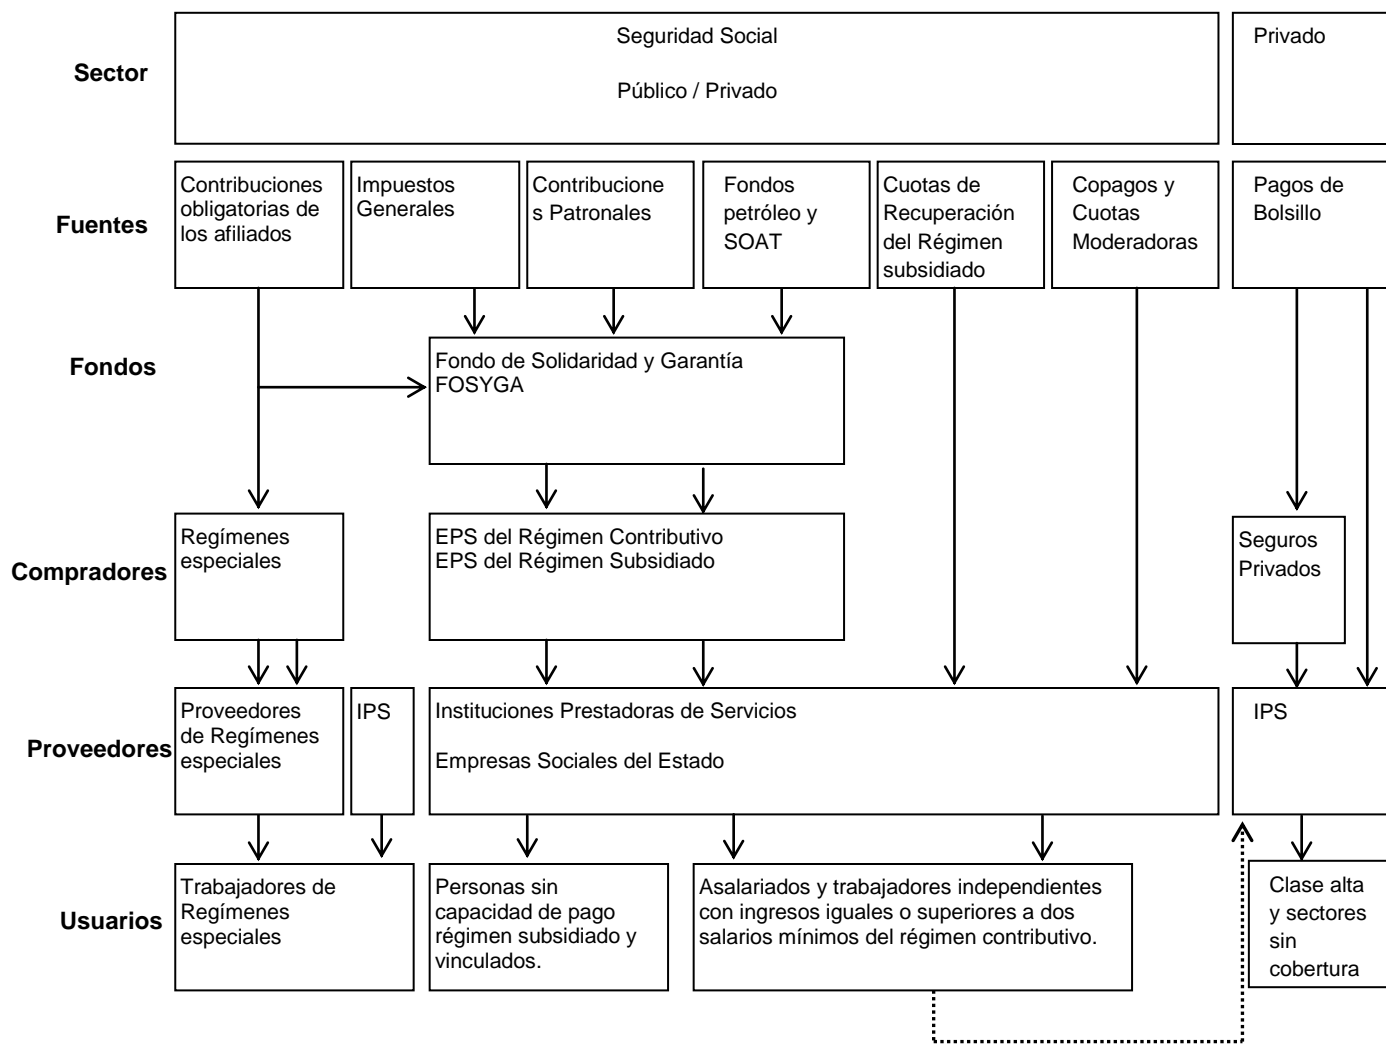 Sector
Seguridad Social
Público / Privado
Privado
Fuentes
Contribuciones
obligatorias de
los afiliados
Impuestos
Generales
Contribucione
s Patronales
Fondos
petróleo y
SOAT
Cuotas de
Recuperación
del Régimen
subsidiado
Copagos y
Cuotas
Moderadoras
Pagos de
Bolsillo
Fondos
Fondo de Solidaridad y Garantía
FOSYGA
Compradores
Regímenes
especiales
EPS del Régimen Contributivo
EPS del Régimen Subsidiado
Seguros
Privados
Proveedores
Proveedores
de Regímenes
especiales
IPS
Instituciones Prestadoras de Servicios
Empresas Sociales del Estado
IPS
Usuarios
Trabajadores de
Regímenes
especiales
Personas sin
capacidad de pago
régimen subsidiado y
vinculados.
Asalariados y trabajadores independientes
con ingresos iguales o superiores a dos
salarios mínimos del régimen contributivo.
Clase alta
y sectores
sin
cobertura